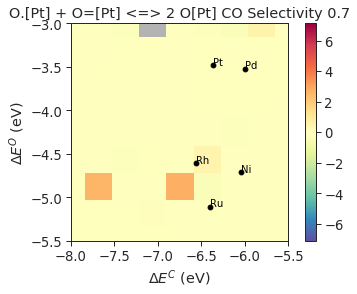 O.[Pt] + O=[Pt] <=> 2 O[Pt] CO Selectivity 0.7
−3.0
−3.5
−4.0
−4.5
−5.0
−5.5
ΔE^O (eV)
Pt
Pd
Rh
Ni
Ru
−8.0 −7.5 −7.0 −6.5 −6.0 −5.5
ΔE^C (eV)
6
4
2
0
−2
−4
−6